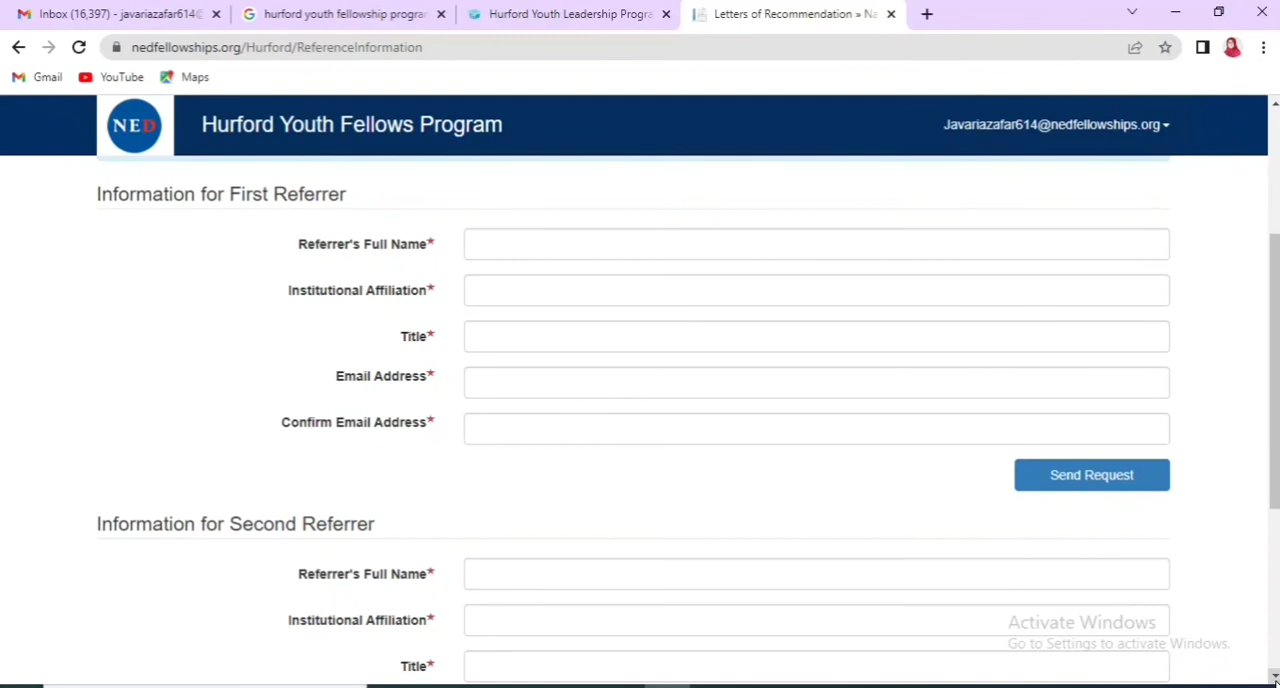 Inbox (16,397) - javariazafar614@
hurford youth fellowship program
Hurford Youth Leadership Progra
Letters of Recommendation » Na
nedfellowships.org/Hurford/ReferenceInformation
Gmail
YouTube
Maps
NED
Hurford Youth Fellows Program
Javariazafar614@nedfellowships.org
Information for First Referrer
Referrer's Full Name*
Institutional Affiliation*
Title*
Email Address*
Confirm Email Address*
Send Request
Information for Second Referrer
Referrer's Full Name*
Institutional Affiliation*
Title*
Activate Windows
Go to Settings to activate Windows.